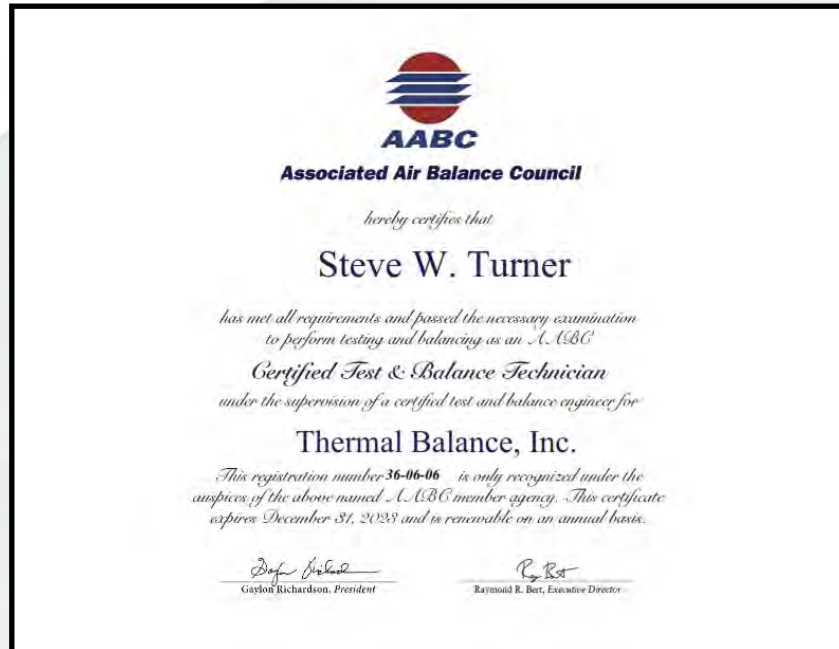 AABC
Associated Air Balance Council
hereby certifies that
Steve W. Turner
has met all requirements and passed the necessary examination
to perform testing and balancing as an AABC
Certified Test & Balance Technician
under the supervision of a certified test and balance engineer for
Thermal Balance, Inc.
This registration number 36-06-06 is only recognized under the
auspices of the above named AABC member agency. This certificate
expires December 31, 2023 and is renewable on an annual basis.
Gaylon Richardson, President
Raymond R. Bert, Executive Director